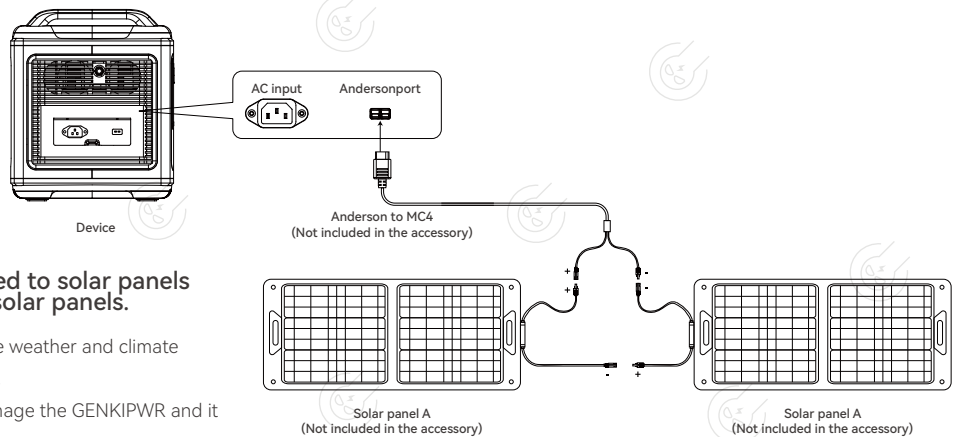 AC input
Andersonport
Device
Anderson to MC4
(Not included in the accessory)
ed to solar panels
solar panels.
e weather and climate
nage the GENKIPWR and it
+
-
+
-
-
+
Solar panel A
(Not included in the accessory)
Solar panel A
(Not included in the accessory)